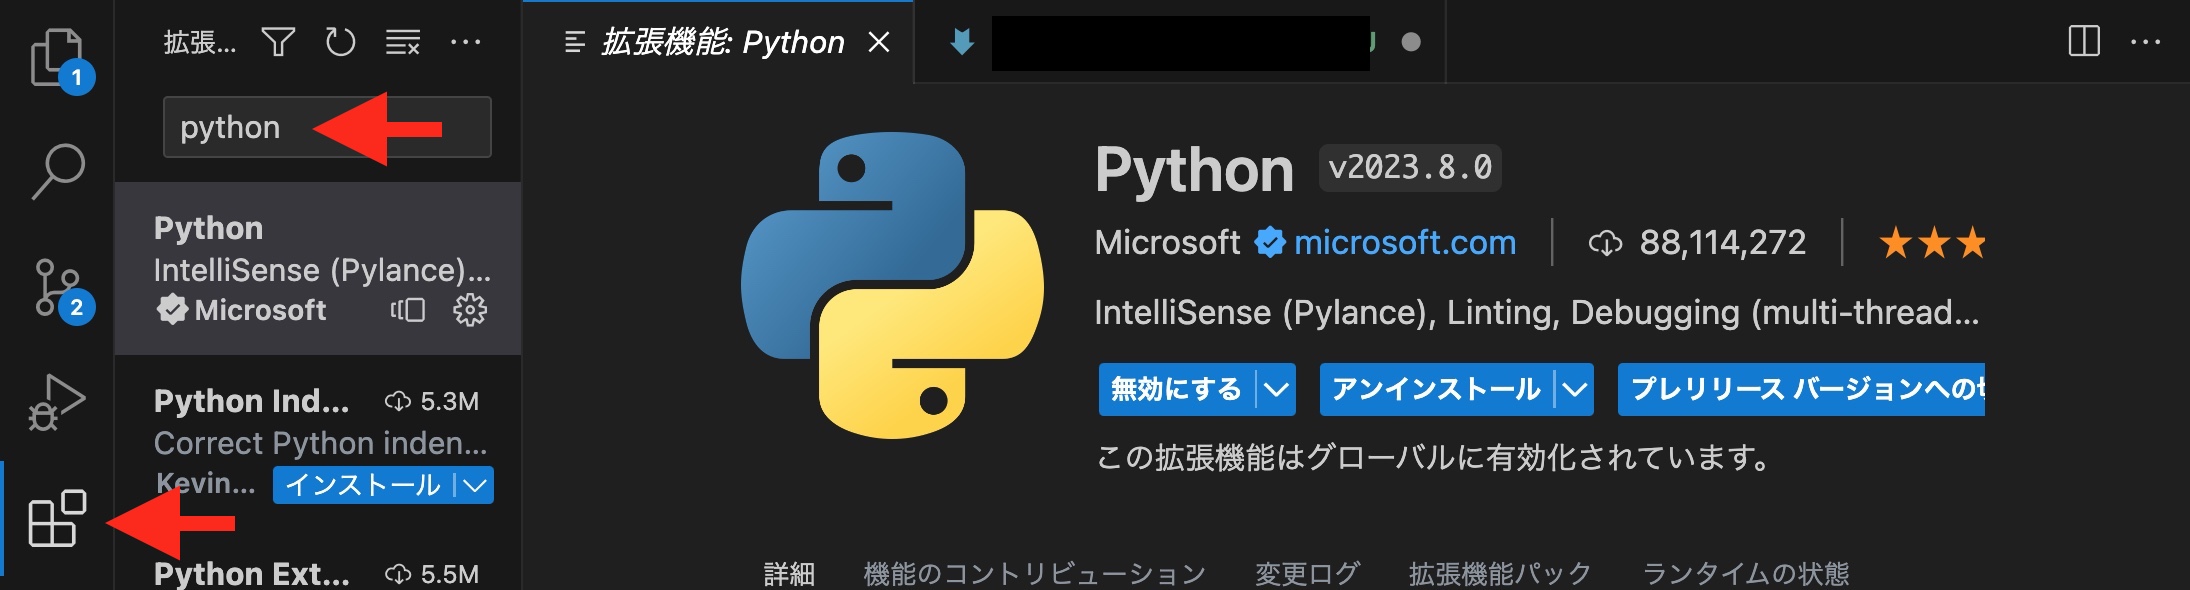 1
2
拡張...
python
Python
IntelliSense (Pylance)...
Microsoft
Python Ind...
5.3M
Correct Python inden...
Kevin...
インストール
Python Ext...
5.5M
拡張機能: Python
Python
v2023.8.0
Microsoft
microsoft.com
88,114,272
IntelliSense (Pylance), Linting, Debugging (multi-thread...
無効にする
アンインストール
プレリリース バージョンへの
この拡張機能はグローバルに有効化されています。
詳細
機能のコントリビューション
変更ログ
拡張機能パック
ランタイムの状態